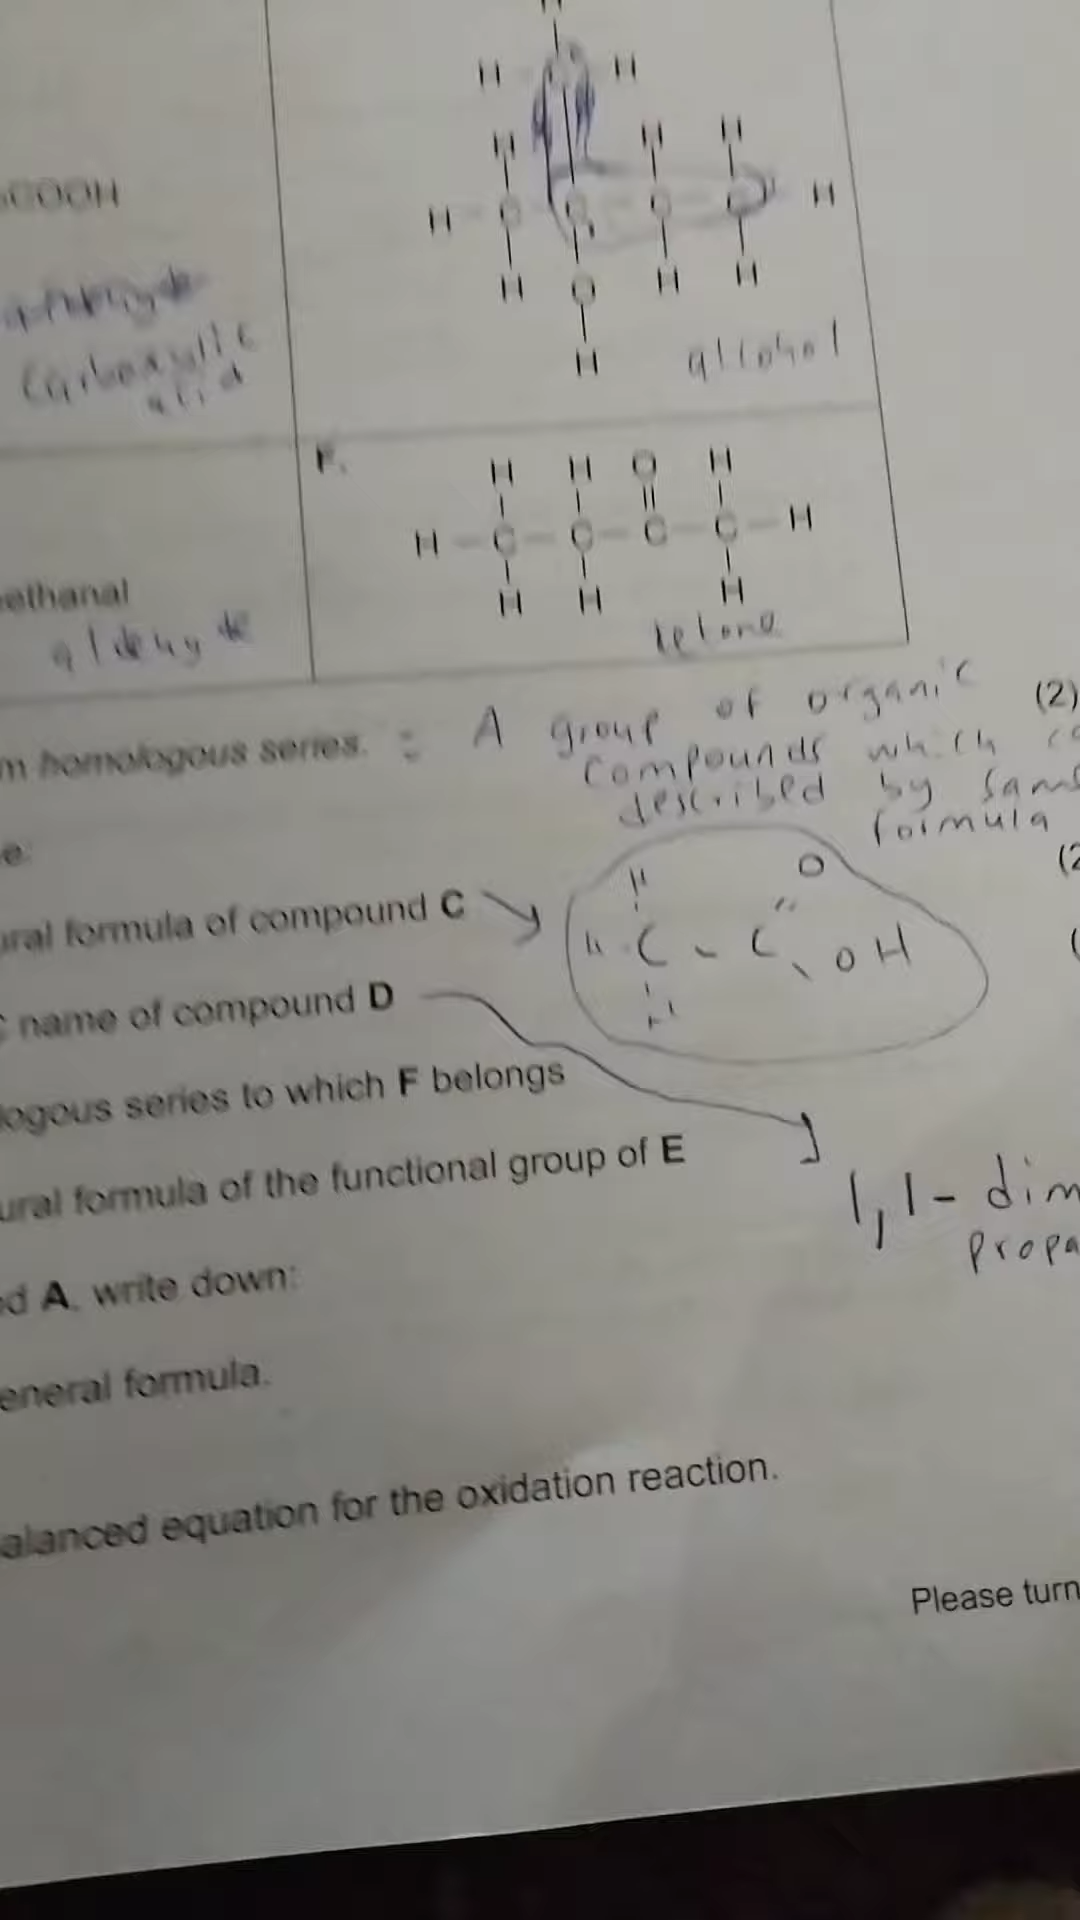 COOH
aldehyde
carboxylic
acid
H
H H
H H H
H C C C C H
H O H H
H
alcohol
F.
H H O H
H – C – C – C – C – H
H H H
ethanal
aldehyde
ketone
m homologous series. : A group of organic (2)
compounds which
described by same
formula
e:
ural formula of compound C
H O
H - C - C
OH
H
name of compound D
logous series to which F belongs
ural formula of the functional group of E
1,1- dim
propa
d A, write down:
eneral formula.
alanced equation for the oxidation reaction.
Please turn